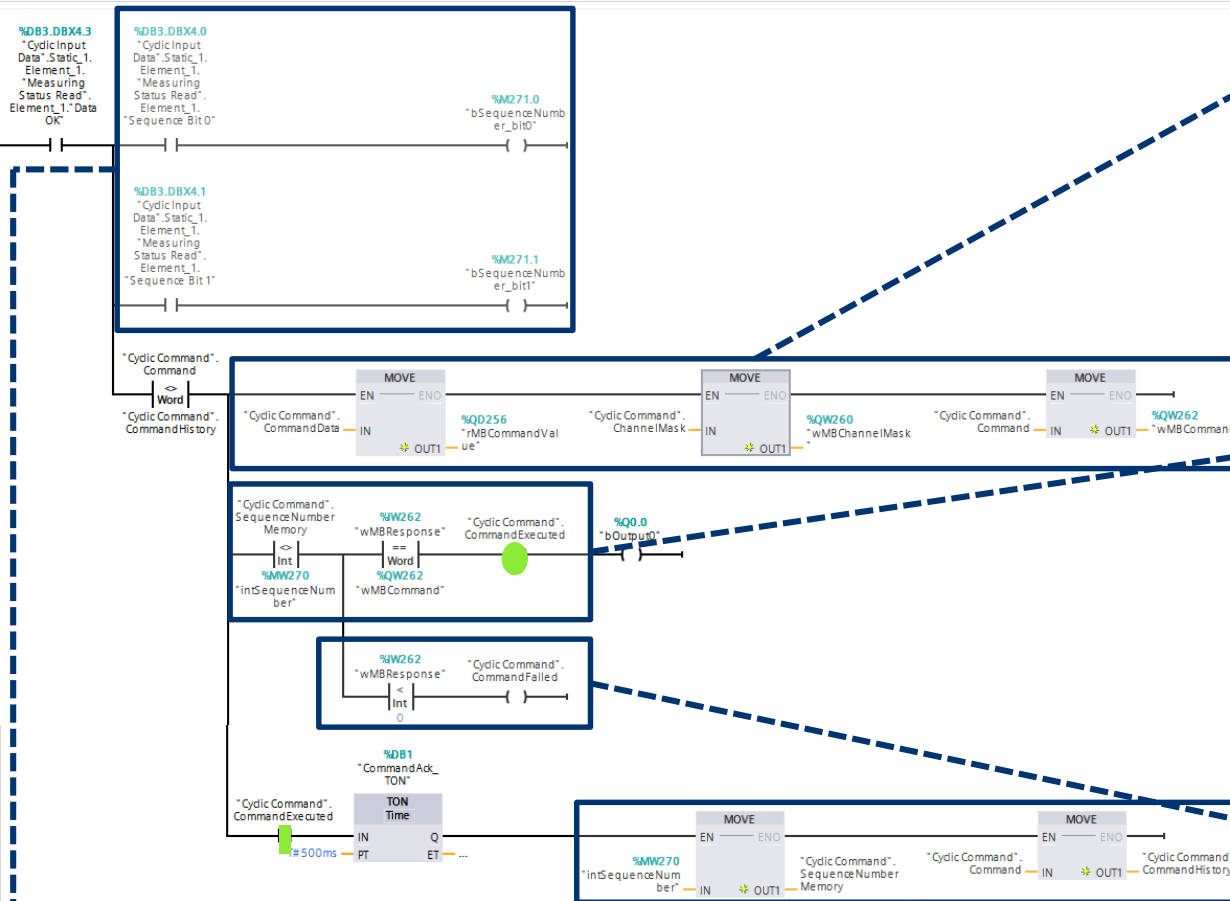 %DB3.DBX4.3
"Cyclic Input
Data".Static_1.
Element_1.
"Measuring
Status Read".
Element_1."Data
OK"
%DB3.DBX4.0
"Cyclic Input
Data".Static_1.
Element_1.
"Measuring
Status Read".
Element_1.
"Sequence Bit 0"
%M271.0
"bSequenceNumb
er_bit0"
%DB3.DBX4.1
"Cyclic Input
Data".Static_1.
Element_1.
"Measuring
Status Read".
Element_1.
"Sequence Bit 1"
%M271.1
"bSequenceNumb
er_bit1"
"Cyclic Command".
Command
<>
Word
"Cyclic Command".
CommandHistory
MOVE
EN
ENO
"Cyclic Command".
CommandData
IN
OUT1
%QD256
"rMBCommandVal
ue"
MOVE
EN
ENO
"Cyclic Command".
ChannelMask
IN
OUT1
%QW260
"wMBChannelMask
"
MOVE
EN
ENO
"Cyclic Command".
Command
IN
OUT1
%QW262
"wMBComman
"Cyclic Command".
SequenceNumber
Memory
<>
Int
%MW270
"intSequenceNum
ber"
%IW262
"wMBResponse"
==
Word
%QW262
"wMBCommand"
"Cyclic Command".
CommandExecuted
%Q0.0
"bOutput0"
%IW262
"wMBResponse"
<
Int
0
"Cyclic Command".
CommandFailed
%DB1
"CommandAck_
TON"
"Cyclic Command".
CommandExecuted
TON
Time
IN
Q
T#500ms
PT
ET
...
MOVE
EN
ENO
%MW270
"intSequenceNum
ber"
IN
OUT1
"Cyclic Command".
SequenceNumber
Memory
MOVE
EN
ENO
"Cyclic Command".
Command
IN
OUT1
"Cyclic Command"
CommandHistory